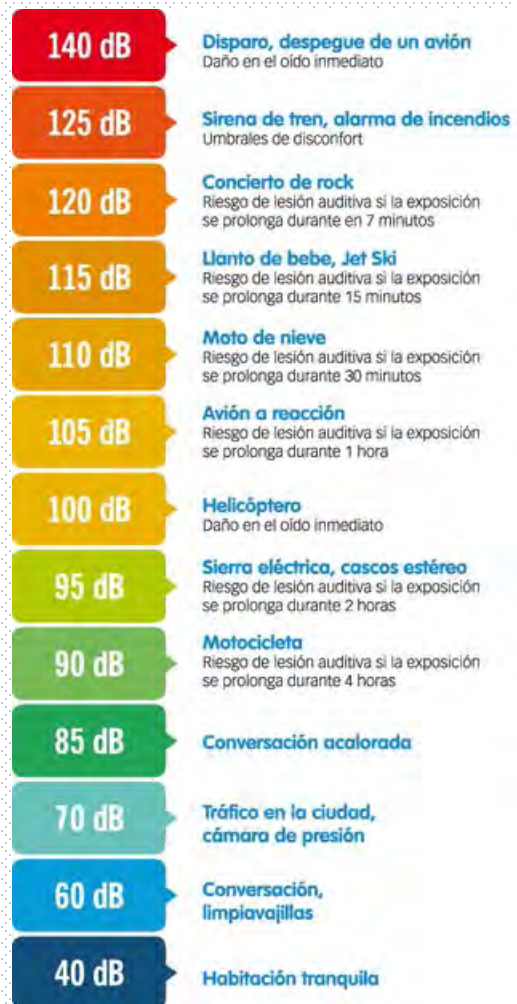 140 dB
Disparo, despegue de un avión
Daño en el oído inmediato
125 dB
Sirena de tren, alarma de incendios
Umbrales de disconfort
120 dB
Concierto de rock
Riesgo de lesión auditiva si la exposición
se prolonga durante en 7 minutos
115 dB
Llanto de bebe, Jet Ski
Riesgo de lesión auditiva si la exposición
se prolonga durante 15 minutos
110 dB
Moto de nieve
Riesgo de lesión auditiva si la exposición
se prolonga durante 30 minutos
105 dB
Avión a reacción
Riesgo de lesión auditiva si la exposición
se prolonga durante 1 hora
100 dB
Helicóptero
Daño en el oído inmediato
95 dB
Sierra eléctrica, cascos estéreo
Riesgo de lesión auditiva si la exposición
se prolonga durante 2 horas
90 dB
Motocicleta
Riesgo de lesión auditiva si la exposición
se prolonga durante 4 horas
85 dB
Conversación acalorada
70 dB
Tráfico en la ciudad,
cámara de presión
60 dB
Conversación,
limpiavajillas
40 dB
Habitación tranquila